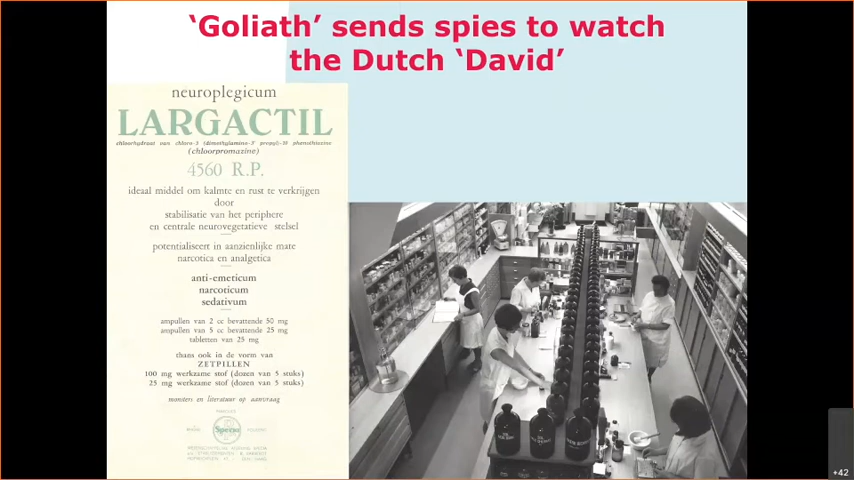 ‘Goliath’ sends spies to watch
the Dutch ‘David’
neuroplegicum
LARGACTIL
chloorhydraat van chloro-3 (dimethylamino-3' propyl)-10 phenothiazine
(chloorpromazine)
4560 R.P.
ideaal middel om kalmte en rust te verkrijgen
door
stabilisatie van het periphere
en centrale neurovegetatieve stelsel
potentialiseert in aanzienlijke mate
narcotica en analgetica
anti-emeticum
narcoticum
sedativum
ampullen van 2 cc bevattende 50 mg
ampullen van 5 cc bevattende 25 mg
tabletten van 25 mg
thans ook in de vorm van
ZETPILLEN
100 mg werkzame stof (dozen van 5 stuks)
25 mg werkzame stof (dozen van 5 stuks)
monsters en literatuur op aanvraag
Specia
+42